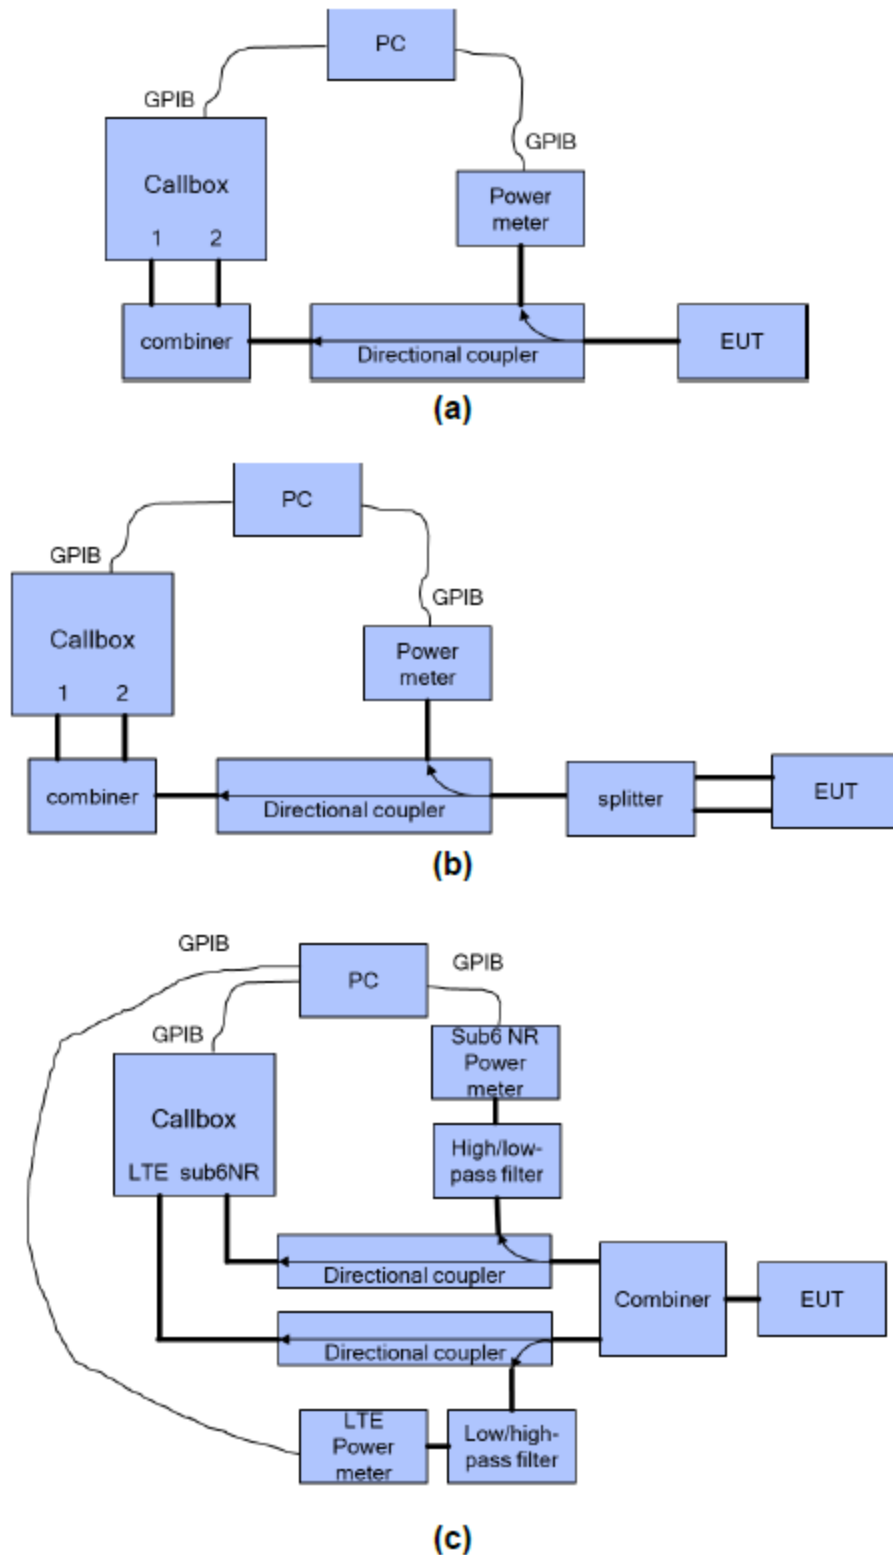 PC
GPIB
GPIB
Callbox
1 2
Power
meter
combiner
Directional coupler
EUT
(a)
PC
GPIB
GPIB
Callbox
1 2
Power
meter
combiner
Directional coupler
splitter
EUT
(b)
GPIB
PC
GPIB
GPIB
Sub6 NR
Power
meter
Callbox
LTE sub6NR
High/low-
pass filter
Directional coupler
Combiner
EUT
Directional coupler
LTE
Power
meter
Low/high-
pass filter
(c)